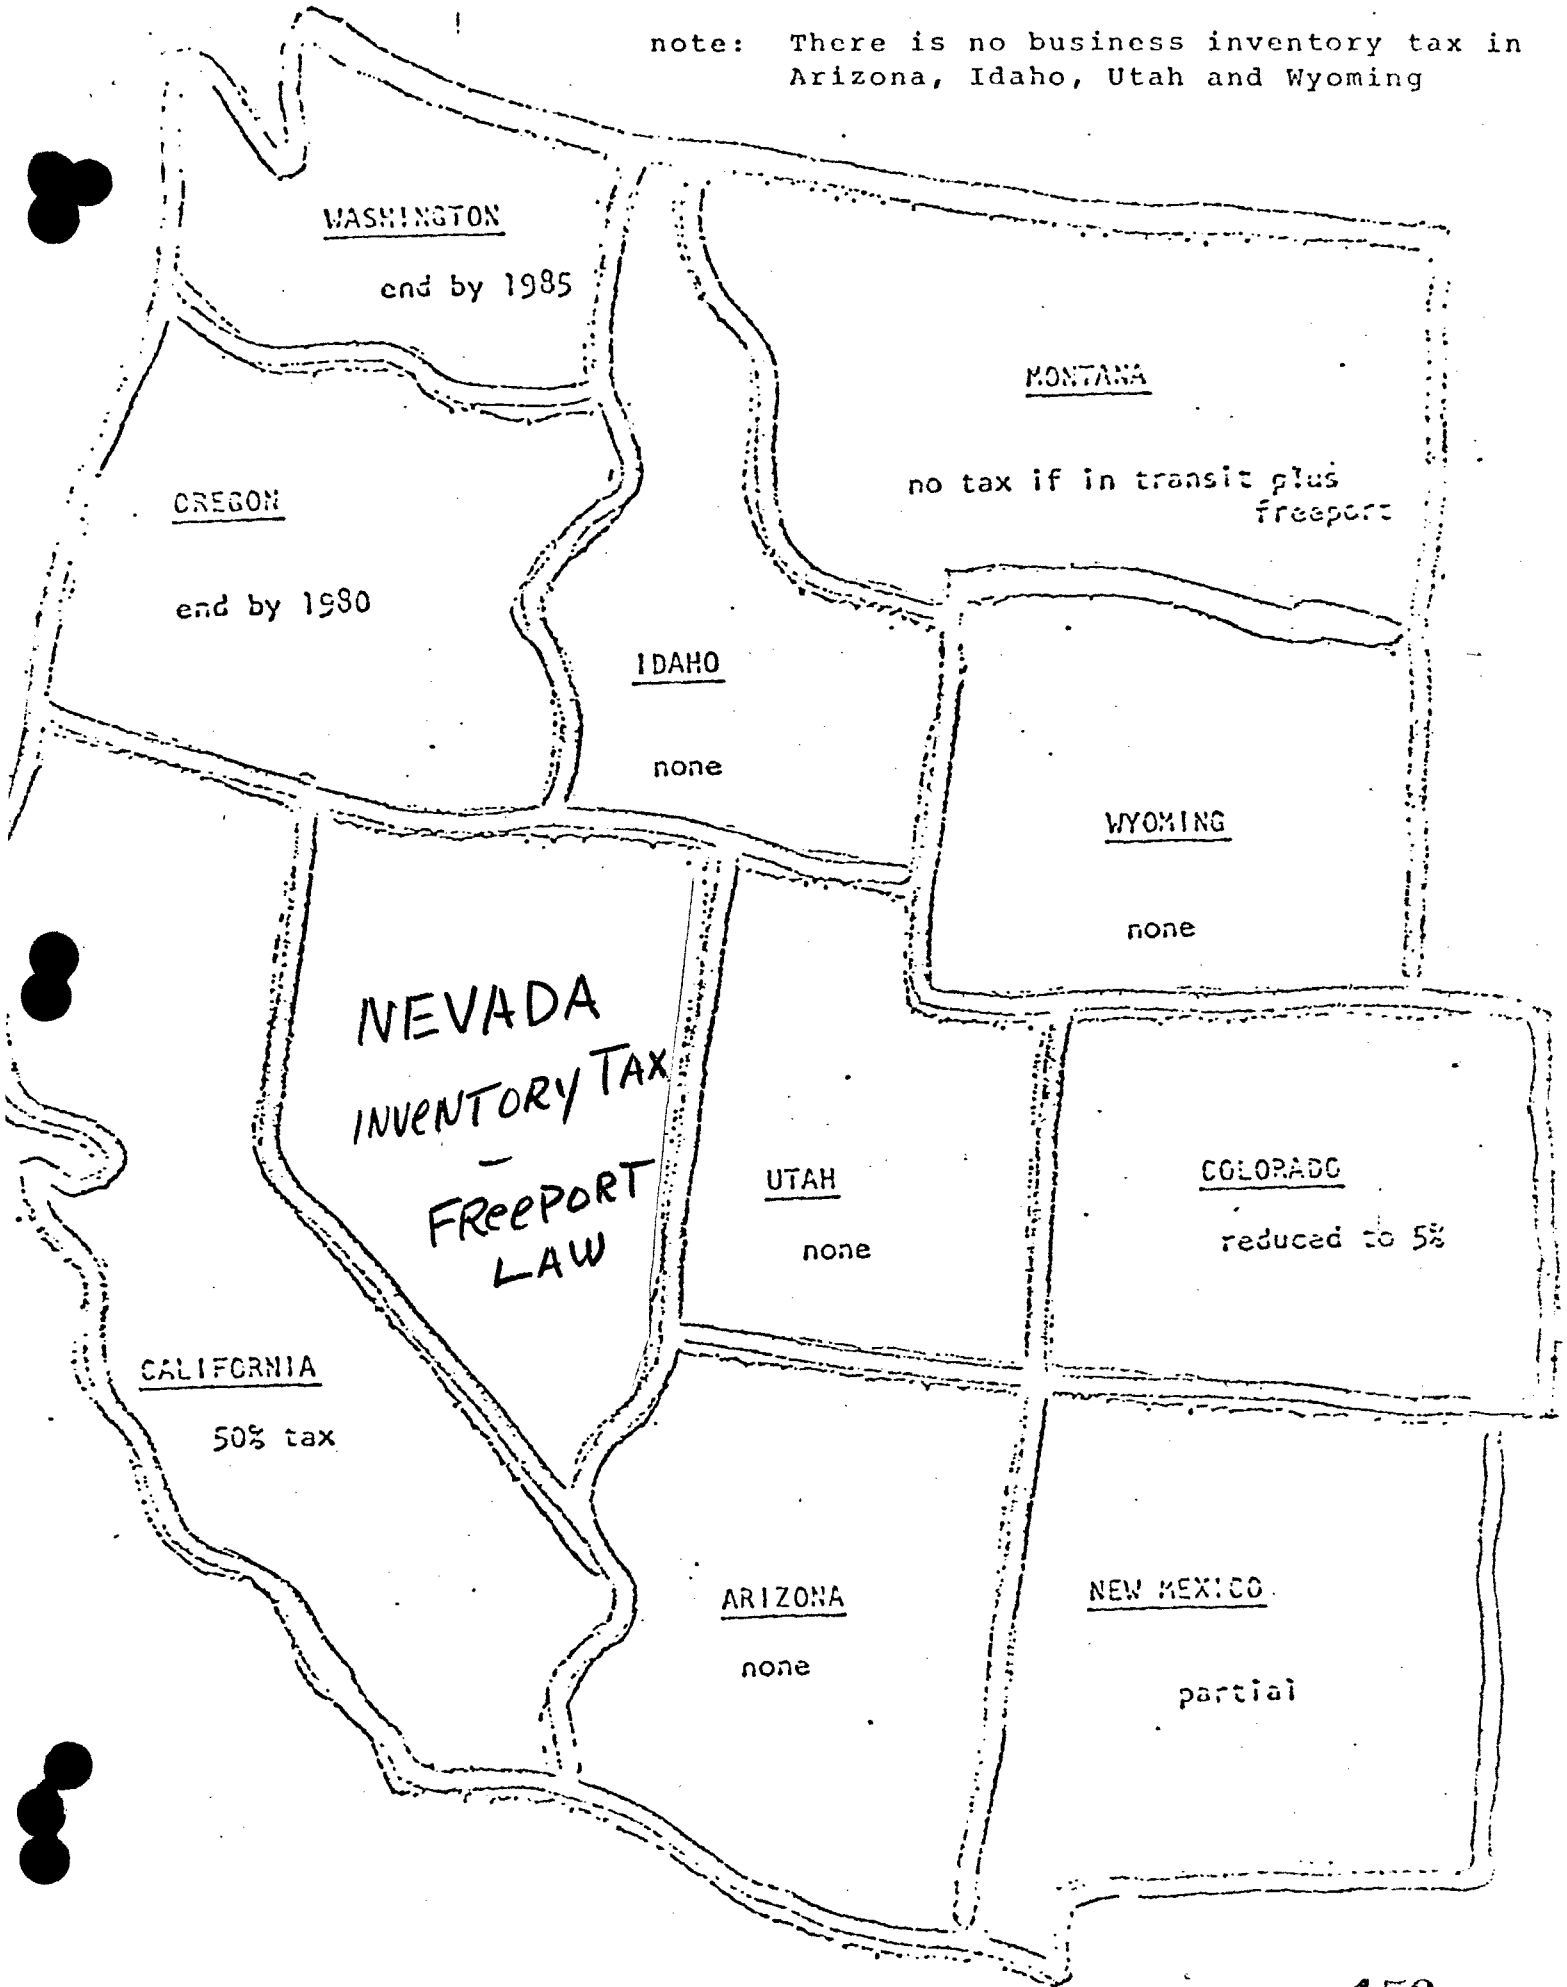 note: There is no business inventory tax in
Arizona, Idaho, Utah and Wyoming
WASHINGTON
end by 1985
MONTANA
no tax if in transit plus
freeport
OREGON
end by 1980
IDAHO
none
WYOMING
none
NEVADA
INVENTORY TAX
-
FREEPORT
LAW
UTAH
none
COLORADO
reduced to 5%
CALIFORNIA
50% tax
ARIZONA
none
NEW MEXICO
partial